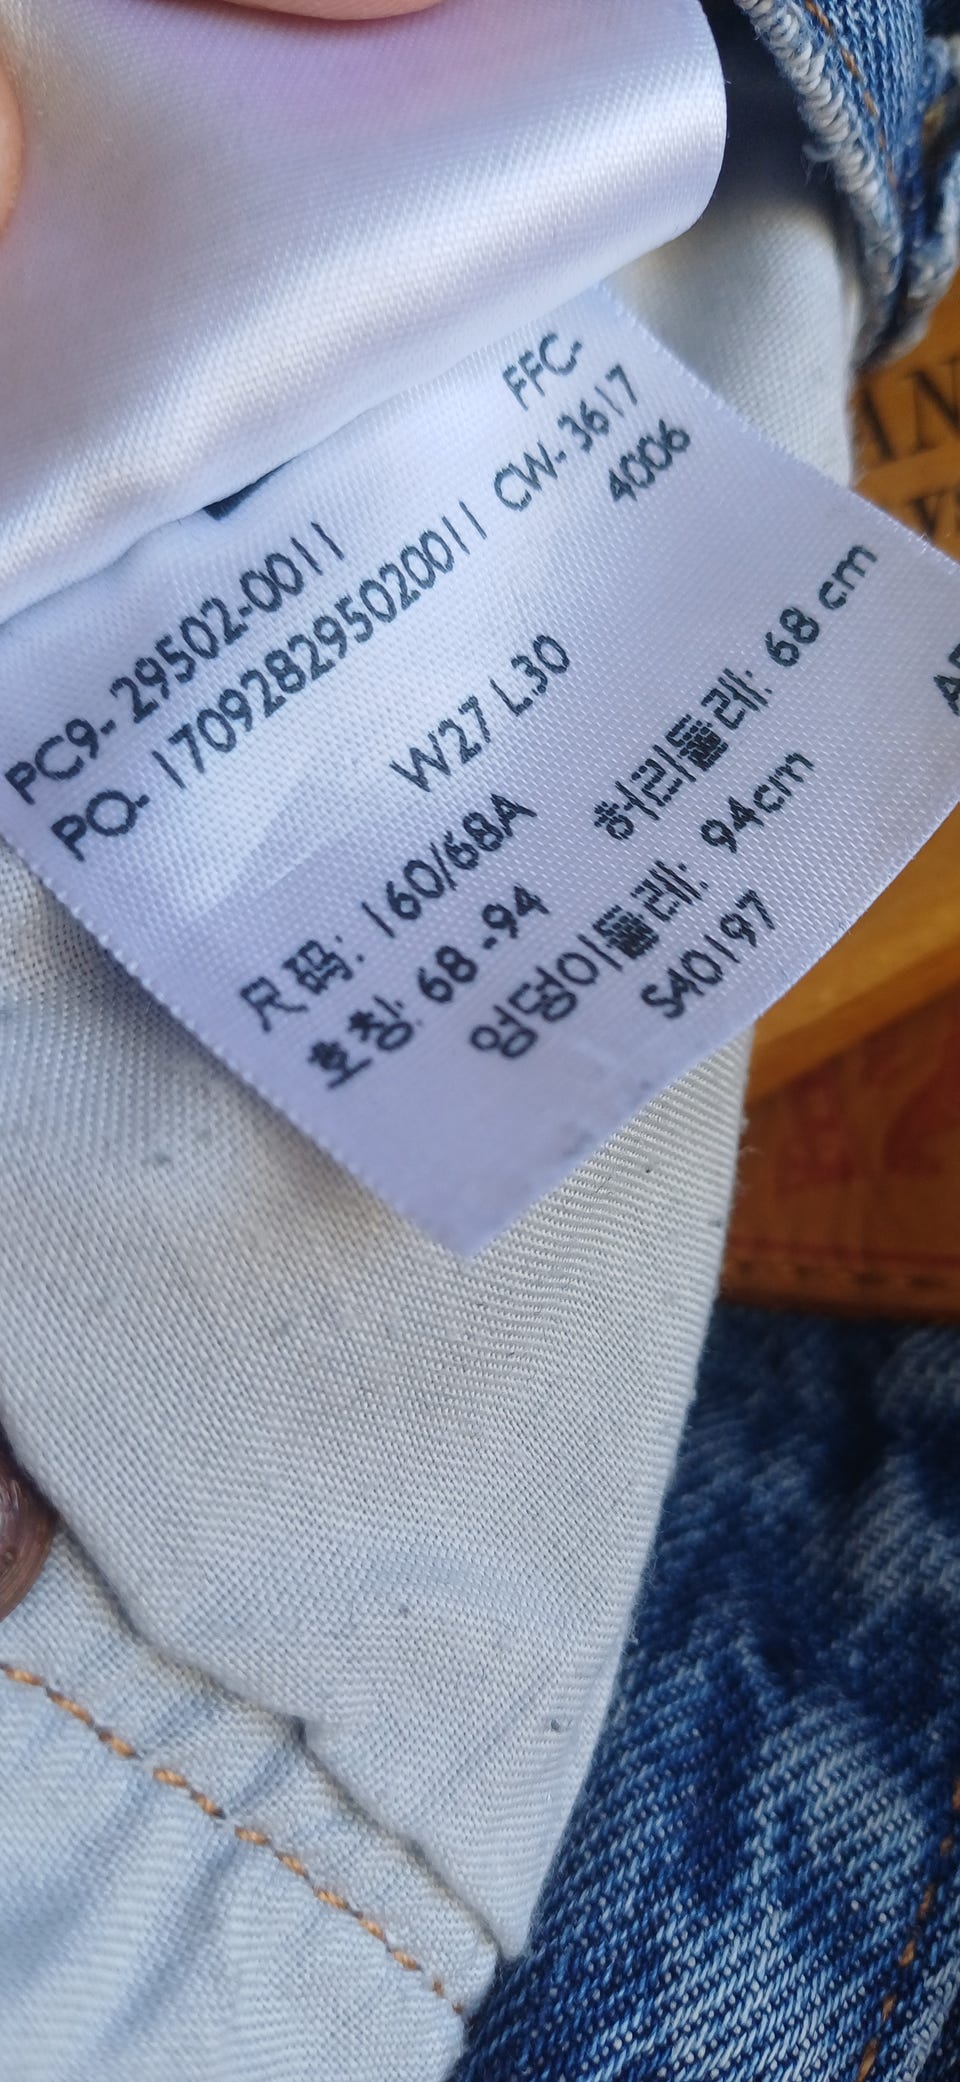 FFC-
PC9- 29502-0011 CW- 3617
PO- 170928295020011 4006
W27 L30
尺码: 160/68A
호칭: 68 -94 허리둘레: 68 cm
엉덩이둘레: 94cm
S40197